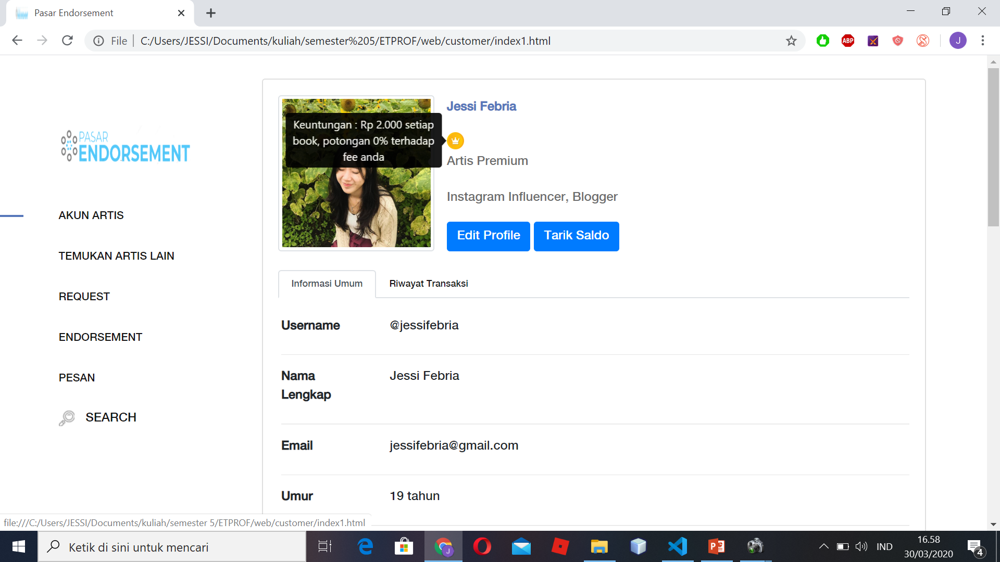 Pasar Endorsement
File
C:/Users/JESSI/Documents/kuliah/semester%205/ETPROF/web/customer/index1.html
ABP
J
PASAR
ENDORSEMENT
AKUN ARTIS
TEMUKAN ARTIS LAIN
REQUEST
ENDORSEMENT
PESAN
SEARCH
Jessi Febria
Keuntungan : Rp 2.000 setiap
book, potongan 0% terhadap
fee anda
Artis Premium
Instagram Influencer, Blogger
Edit Profile
Tarik Saldo
Informasi Umum
Riwayat Transaksi
Username
@jessifebria
Nama
Lengkap
Jessi Febria
Email
jessifebria@gmail.com
Umur
19 tahun
file:///C:/Users/JESSI/Documents/kuliah/semester 5/ETPROF/web/customer/index1.html
Ketik di sini untuk mencari
J
IND
16.58
30/03/2020
4